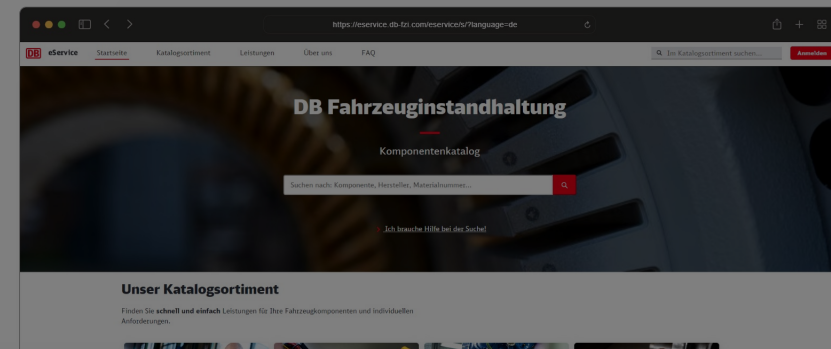 https://eservice.db-fzi.com/eservice/s/?language=de
DB eService Startseite Katalogsortiment Leistungen Über uns FAQ Im Katalogsortiment suchen... Anmelden
DB Fahrzeuginstandhaltung
Komponentenkatalog
Suchen nach: Komponente, Hersteller, Materialnummer...
Ich brauche Hilfe bei der Suche!
Unser Katalogsortiment
Finden Sie schnell und einfach Leistungen für Ihre Fahrzeugkomponenten und individuellen
Anforderungen.